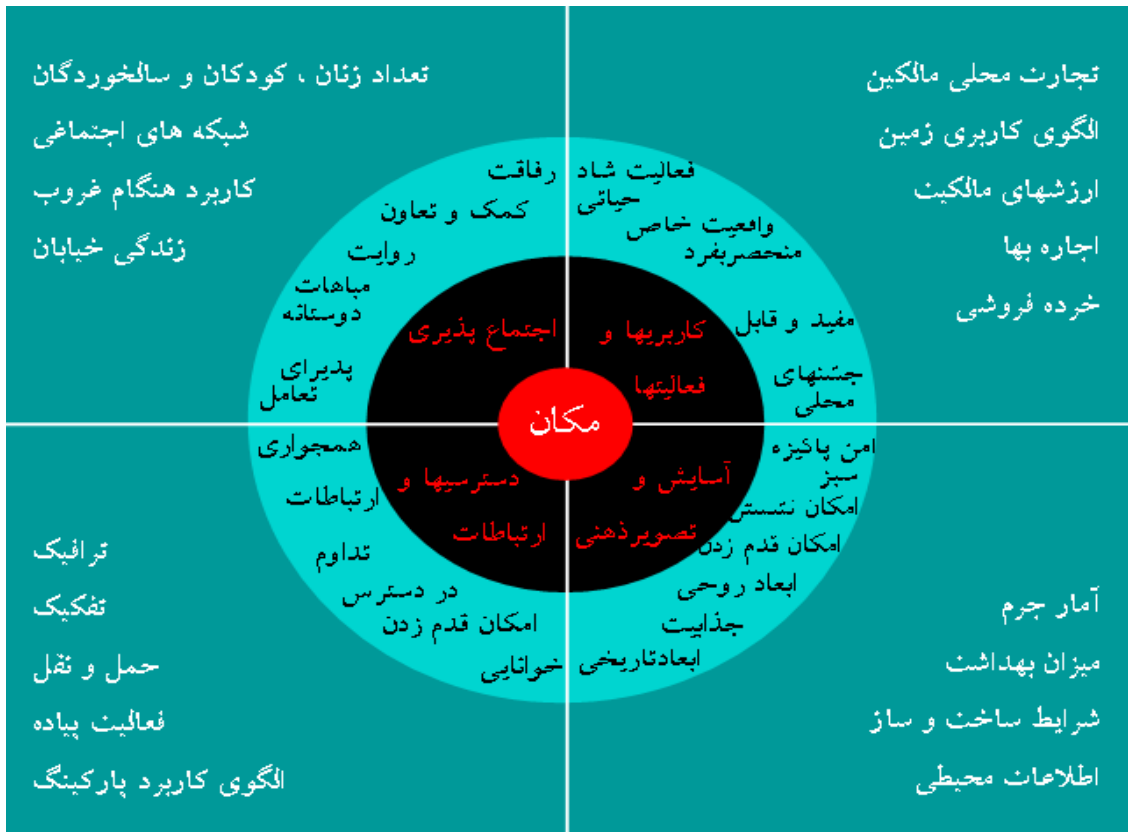 تجارت محلی مالکین
الگوی کاربری زمین
ارزشهای مالکیت
اجاره بها
خرده فروشی
تعداد زنان ، کودکان و سالخوردگان
شبکه های اجتماغی
کاربرد هنگام غروب
زندگی خیابان
فعالیت شاد
حیاتی
واقعیت خاص
منحصربفرد
مفید و قابل
جشنهای
محلی
رفاقت
کمک و تعاون
روایت
مباهات
دوستانه
پذیرای
تعامل
کاربریها و
فعالیتها
اجتماع پذیری
مکان
آسایش و
تصویرذهنی
دسترسیها و
ارتباطات
امن پاکیزه
سبز
امکان نشستن
امکان قدم زدن
ابعاد روحی
جذابیت
ابعادتاریخی
همجواری
ارتباطات
تداوم
در دسترس
امکان قدم زدن
خوانایی
آمار جرم
میزان بهداشت
شرایط ساخت و ساز
اطلاعات محیطی
ترافیک
تفکیک
حمل و نقل
فعالیت پیاده
الگوی کاربرد پارکینگ